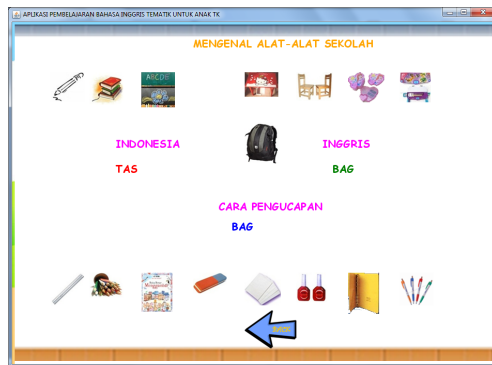 APLIKASI PEMBELAJARAN BAHASA INGGRIS TEMATIK UNTUK ANAK TK
MENGENAL ALAT-ALAT SEKOLAH
ABCDE
INDONESIA
INGGRIS
TAS
BAG
CARA PENGUCAPAN
BAG